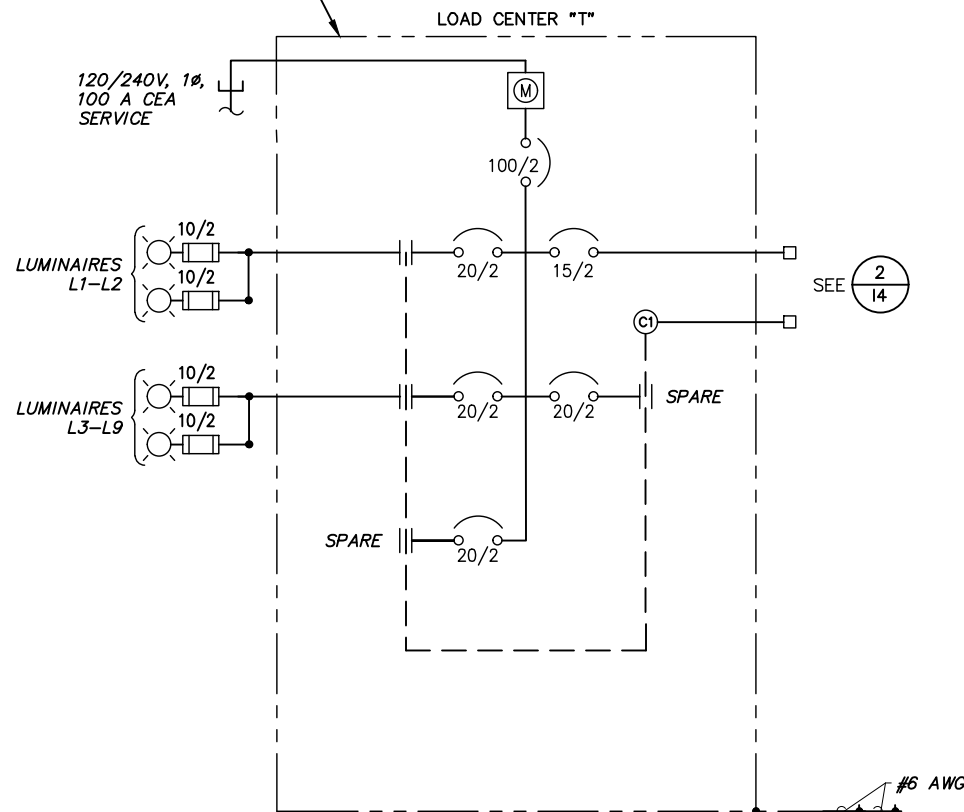 LOAD CENTER "T"
120/240V, 1ø,
100 A CEA
SERVICE
M
100/2
10/2
20/2
15/2
LUMINAIRES
L1–L2
10/2
SEE
2
14
C1
10/2
20/2
20/2
SPARE
LUMINAIRES
L3–L9
10/2
SPARE
20/2
#6 AWG